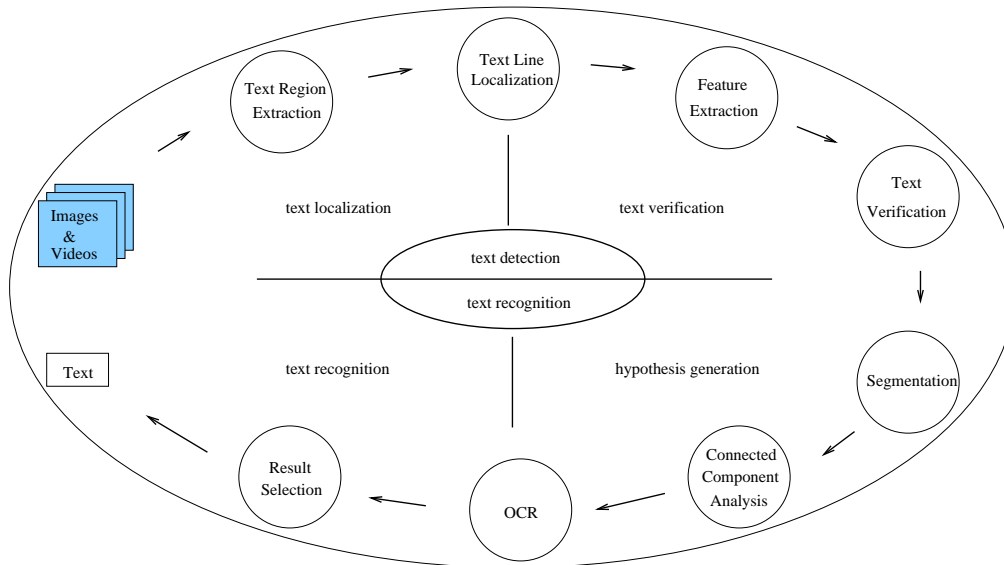 Text Region
Extraction
Text Line
Localization
Feature
Extraction
Text
Verification
Images
&
Videos
text localization
text verification
text detection
text recognition
text recognition
hypothesis generation
Text
Segmentation
Result
Selection
OCR
Connected
Component
Analysis